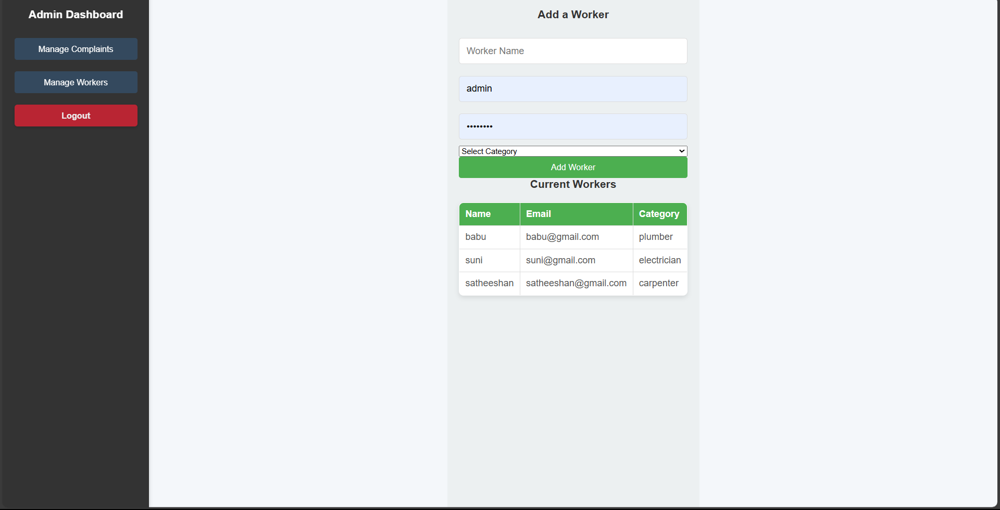 Admin Dashboard
Manage Complaints
Manage Workers
Logout
Add a Worker
Worker Name
admin
••••••••
Select Category
Add Worker
Current Workers
Name Email Category
babu babu@gmail.com plumber
suni suni@gmail.com electrician
satheeshan satheeshan@gmail.com carpenter